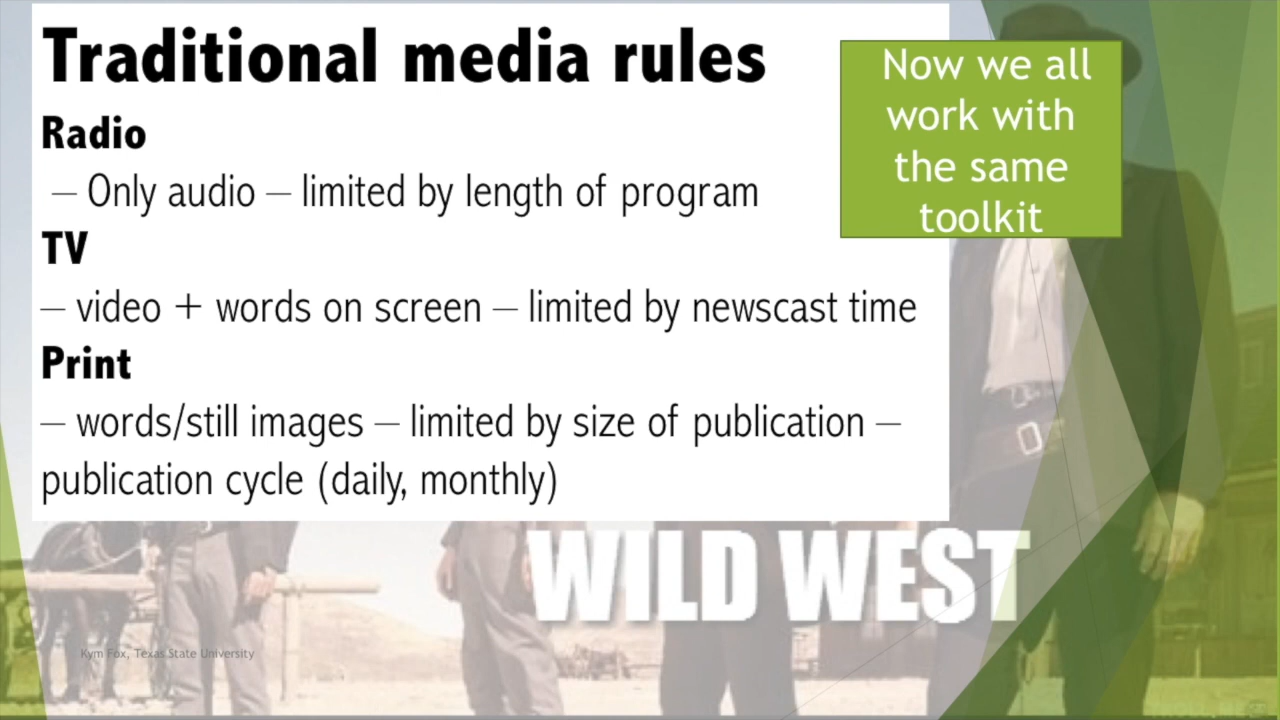 Traditional media rules
Radio
– Only audio – limited by length of program
TV
– video + words on screen – limited by newscast time
Print
– words/still images – limited by size of publication –
publication cycle (daily, monthly)
Now we all
work with
the same
toolkit
WILD WEST
Kym Fox, Texas State University